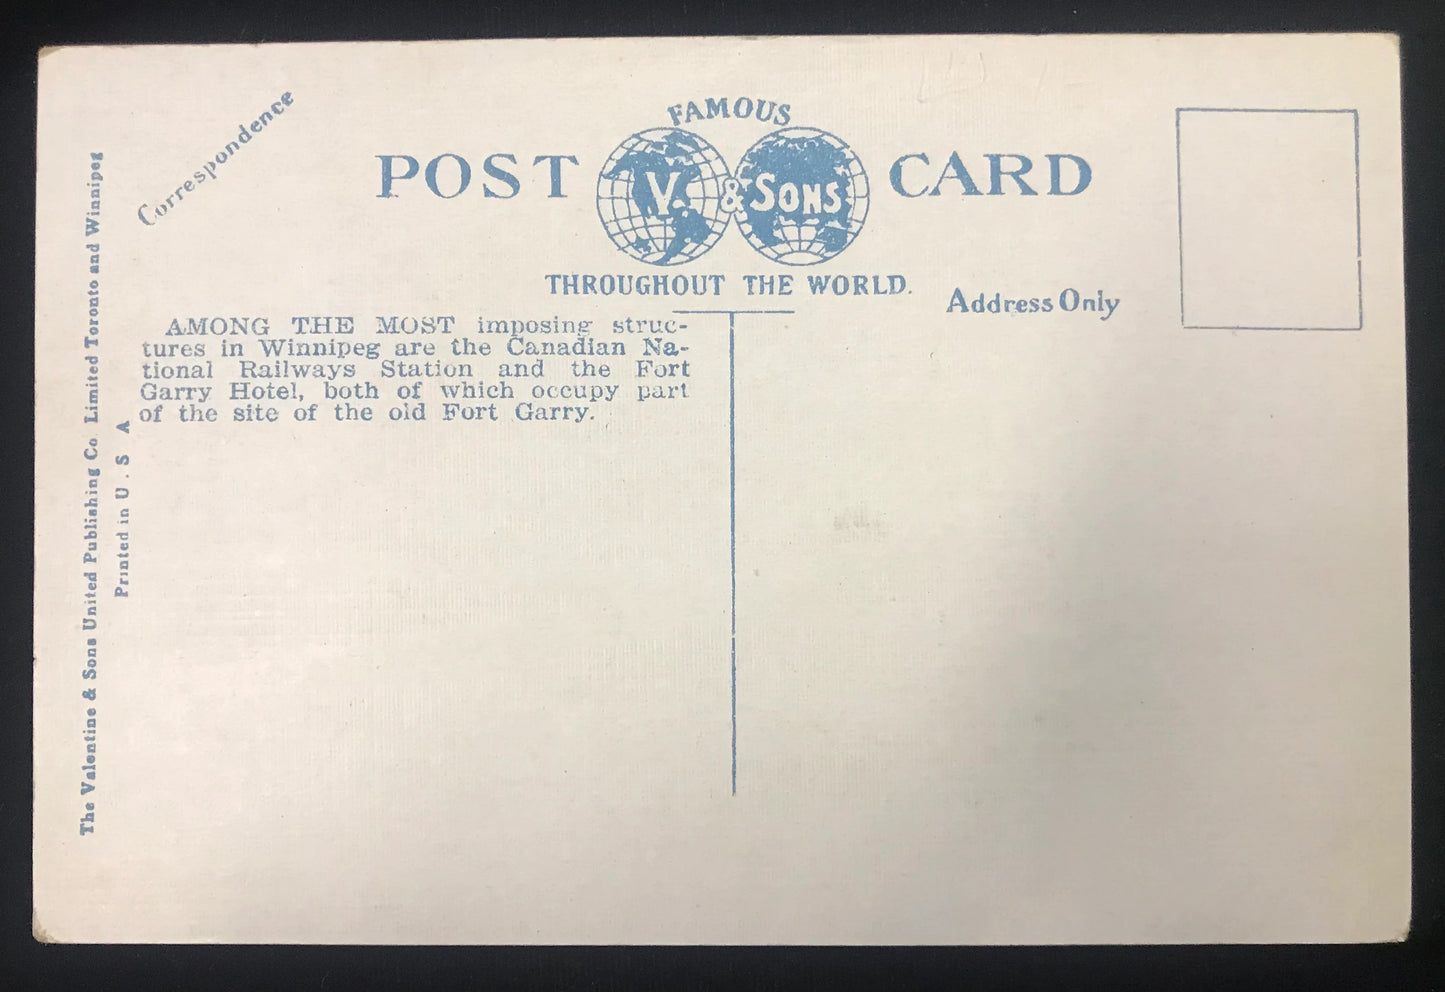 Correspondence
FAMOUS
POST V. & SONS CARD
THROUGHOUT THE WORLD.
Address Only
AMONG THE MOST imposing struc-
tures in Winnipeg are the Canadian Na-
tional Railways Station and the Fort
Garry Hotel, both of which occupy part
of the site of the old Fort Garry.
The Valentine & Sons United Publishing Co Limited Toronto and Winnipeg
Printed in U. S A